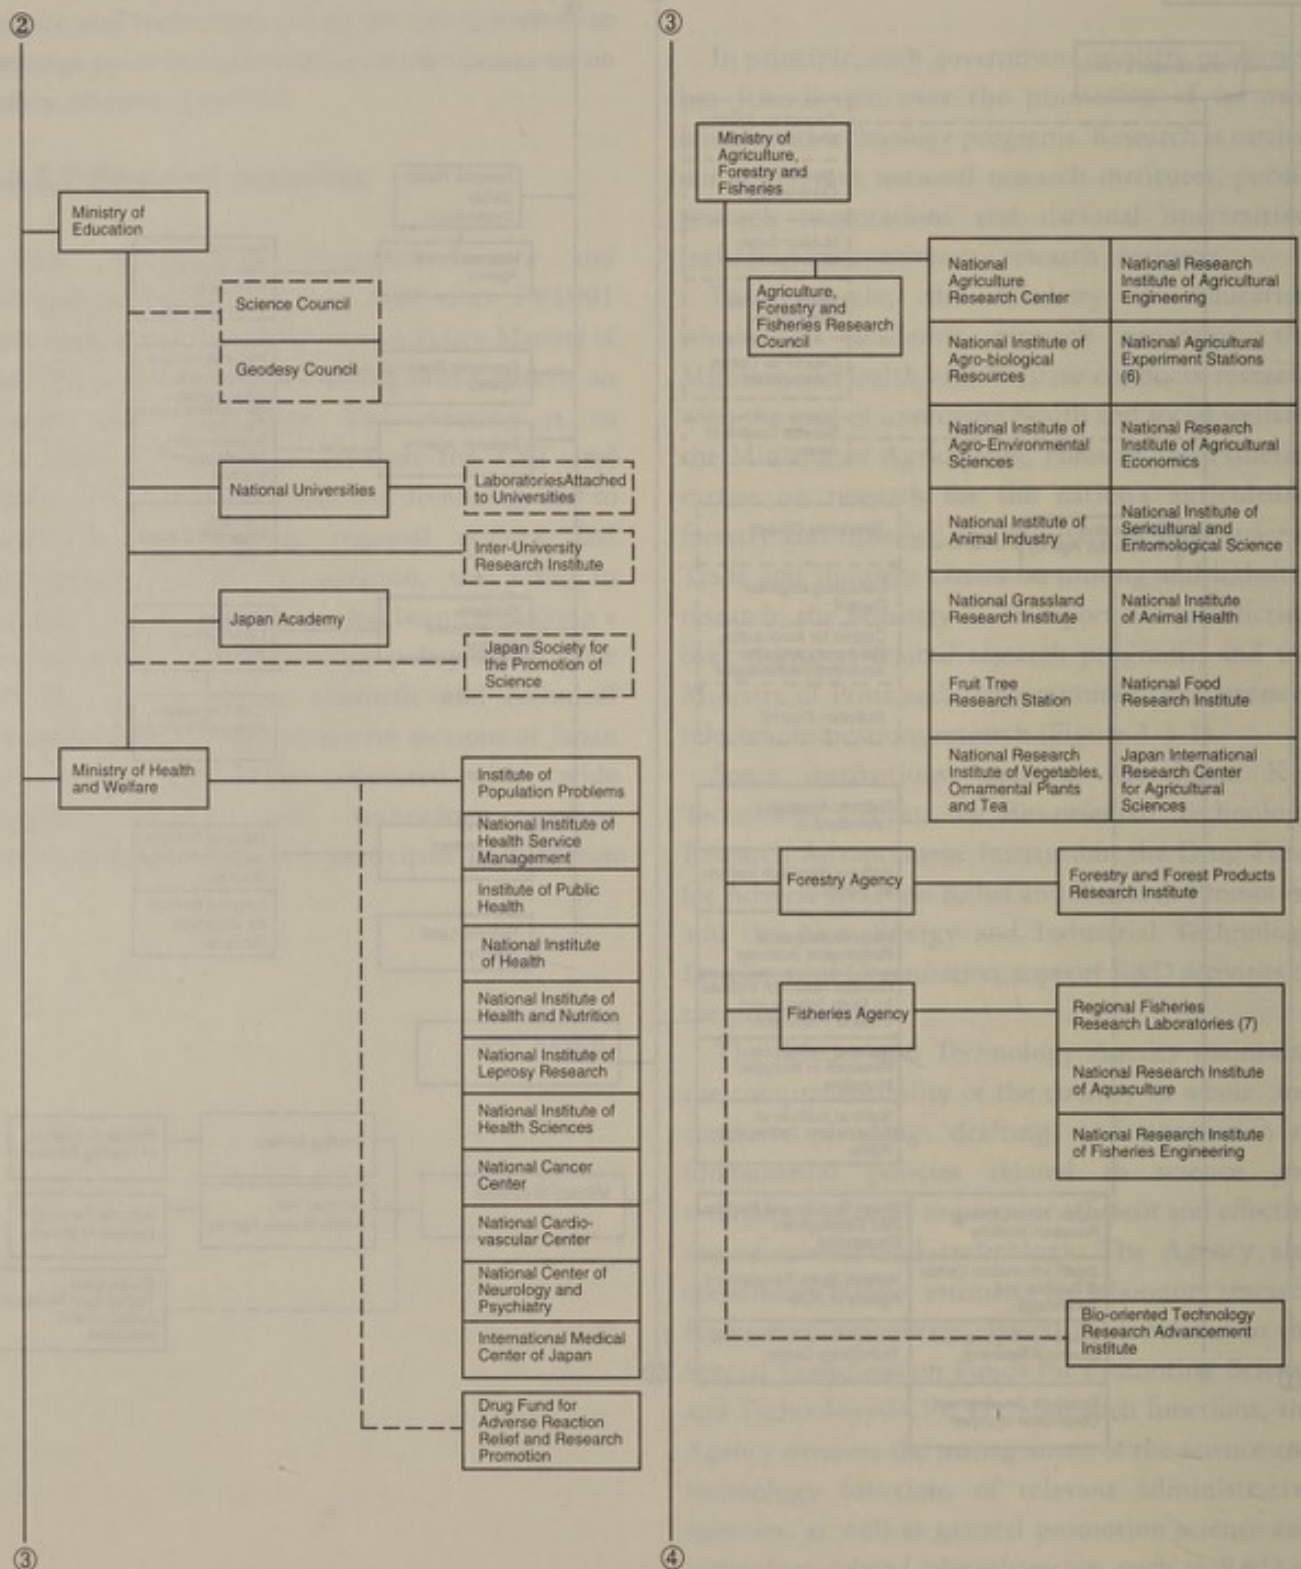 ②
Ministry of
Education
Science Council
Geodesy Council
National Universities
LaboratoriesAttached
to Universities
Inter-University
Research Institute
Japan Academy
Japan Society for
the Promotion of
Science
Ministry of Health
and Welfare
Institute of
Population Problems
National Institute of
Health Service
Management
Institute of Public
Health
National Institute
of Health
National Institute of
Health and Nutrition
National Institute of
Leprosy Research
National Institute of
Health Sciences
National Cancer
Center
National Cardio-
vascular Center
National Center of
Neurology and
Psychiatry
International Medical
Center of Japan
Drug Fund for
Adverse Reaction
Relief and Research
Promotion
③
③
Ministry of
Agriculture,
Forestry and
Fisheries
Agriculture,
Forestry and
Fisheries Research
Council
National
Agriculture
Research Center
National Research
Institute of Agricultural
Engineering
National Institute of
Agro-biological
Resources
National Agricultural
Experiment Stations
(6)
National Institute of
Agro-Environmental
Sciences
National Research
Institute of Agricultural
Economics
National Institute of
Animal Industry
National Institute of
Sericultural and
Entomological Science
National Grassland
Research Institute
National Institute
of Animal Health
Fruit Tree
Research Station
National Food
Research Institute
National Research
Institute of Vegetables,
Ornamental Plants
and Tea
Japan International
Research Center
for Agricultural
Sciences
Forestry Agency
Forestry and Forest Products
Research Institute
Fisheries Agency
Regional Fisheries
Research Laboratories (7)
National Research Institute
of Aquaculture
National Research Institute
of Fisheries Engineering
Bio-oriented Technology
Research Advancement
Institute
④